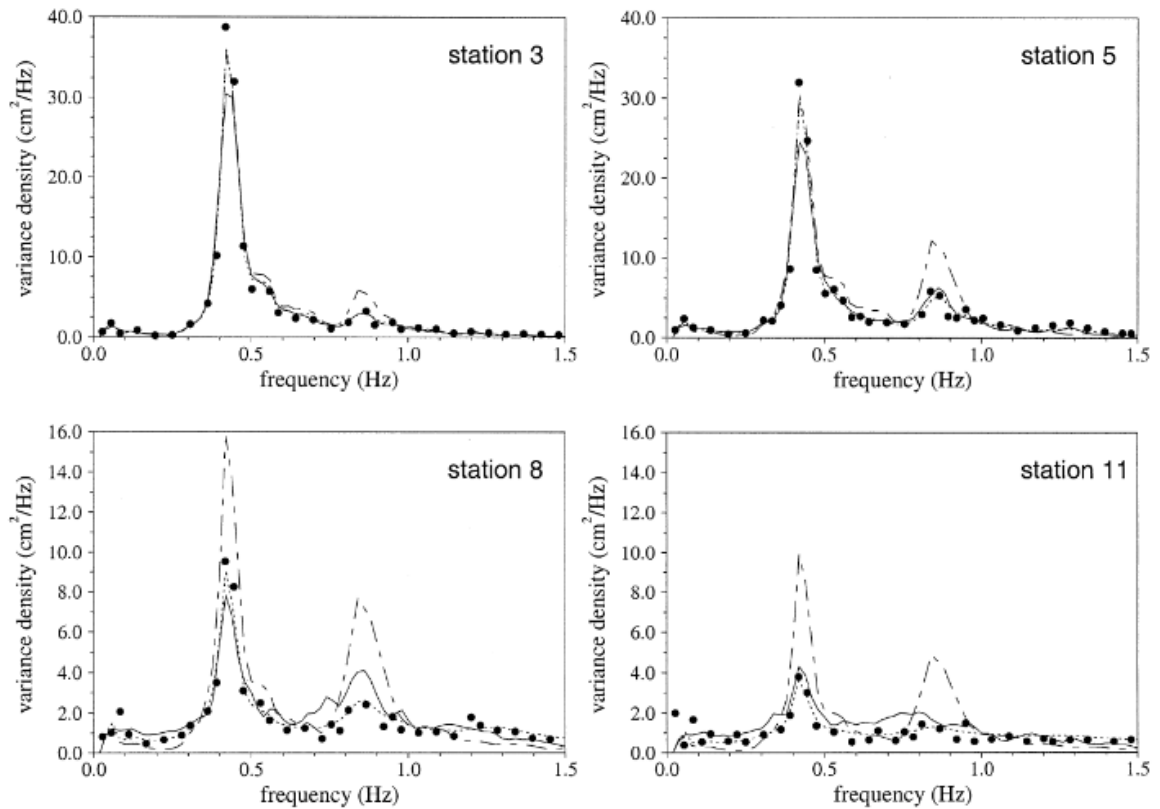 40.0
30.0
20.0
10.0
0.0
variance density (cm²/Hz)
station 3
0.0 0.5 1.0 1.5
frequency (Hz)
40.0
30.0
20.0
10.0
0.0
variance density (cm²/Hz)
station 5
0.0 0.5 1.0 1.5
frequency (Hz)
16.0
14.0
12.0
10.0
8.0
6.0
4.0
2.0
0.0
variance density (cm²/Hz)
station 8
0.0 0.5 1.0 1.5
frequency (Hz)
16.0
14.0
12.0
10.0
8.0
6.0
4.0
2.0
0.0
variance density (cm²/Hz)
station 11
0.0 0.5 1.0 1.5
frequency (Hz)